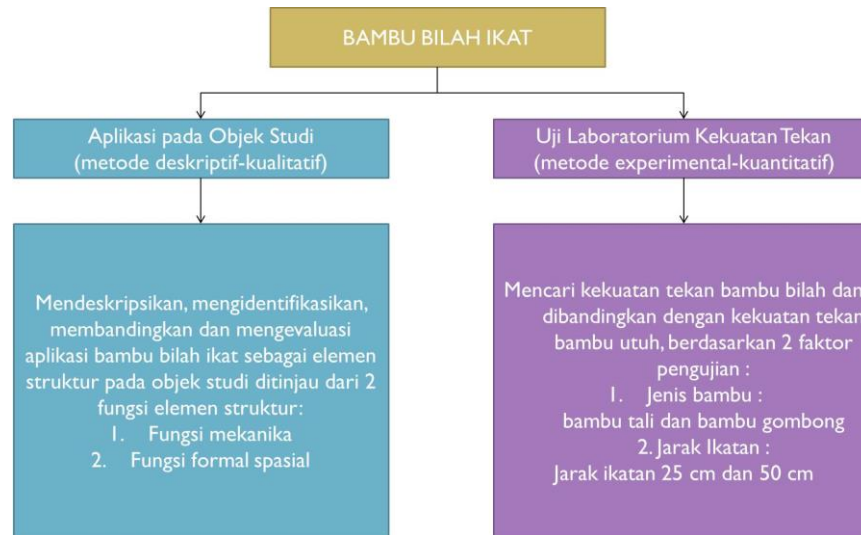 BAMBU BILAH IKAT
Aplikasi pada Objek Studi
(metode deskriptif-kualitatif)
Uji Laboratorium Kekuatan Tekan
(metode experimental-kuantitatif)
Mendeskripsikan, mengidentifikasikan,
membandingkan dan mengevaluasi
aplikasi bambu bilah ikat sebagai elemen
struktur pada objek studi ditinjau dari 2
fungsi elemen struktur:
1. Fungsi mekanika
2. Fungsi formal spasial
Mencari kekuatan tekan bambu bilah dan
dibandingkan dengan kekuatan tekan
bambu utuh, berdasarkan 2 faktor
pengujian :
1. Jenis bambu :
bambu tali dan bambu gombong
2. Jarak Ikatan :
Jarak ikatan 25 cm dan 50 cm